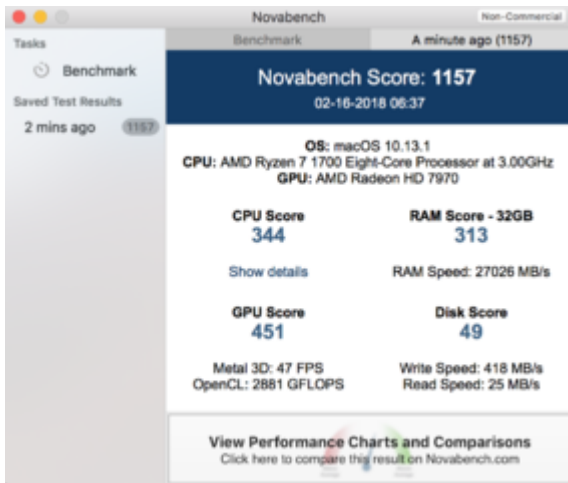 Novabench
Non-Commercial
Tasks
Benchmark
Saved Test Results
2 mins ago 1157
Benchmark
A minute ago (1157)
Novabench Score: 1157
02-16-2018 06:37
OS: macOS 10.13.1
CPU: AMD Ryzen 7 1700 Eight-Core Processor at 3.00GHz
GPU: AMD Radeon HD 7970
CPU Score
344
Show details
RAM Score - 32GB
313
RAM Speed: 27026 MB/s
GPU Score
451
Metal 3D: 47 FPS
OpenCL: 2881 GFLOPS
Disk Score
49
Write Speed: 418 MB/s
Read Speed: 25 MB/s
View Performance Charts and Comparisons
Click here to compare this result on Novabench.com